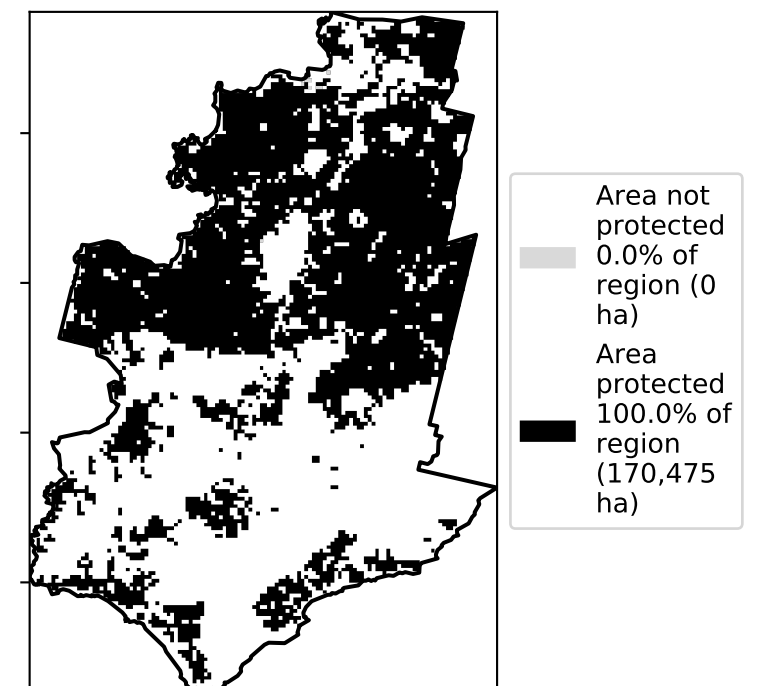 Area not
protected
0.0% of
region (0
ha)
Area
protected
100.0% of
region
(170,475
ha)